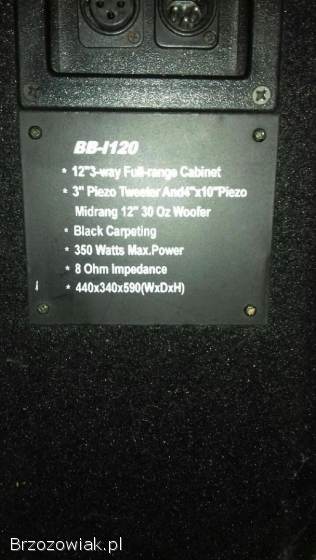 BB-I120
* 12"3-way Full-range Cabinet
* 3" Piezo Tweeter And4"x10"Piezo
Midrang 12" 30 Oz Woofer
* Black Carpeting
* 350 Watts Max.Power
* 8 Ohm Impedance
* 440x340x590(WxDxH)
Brzozowiak.pl